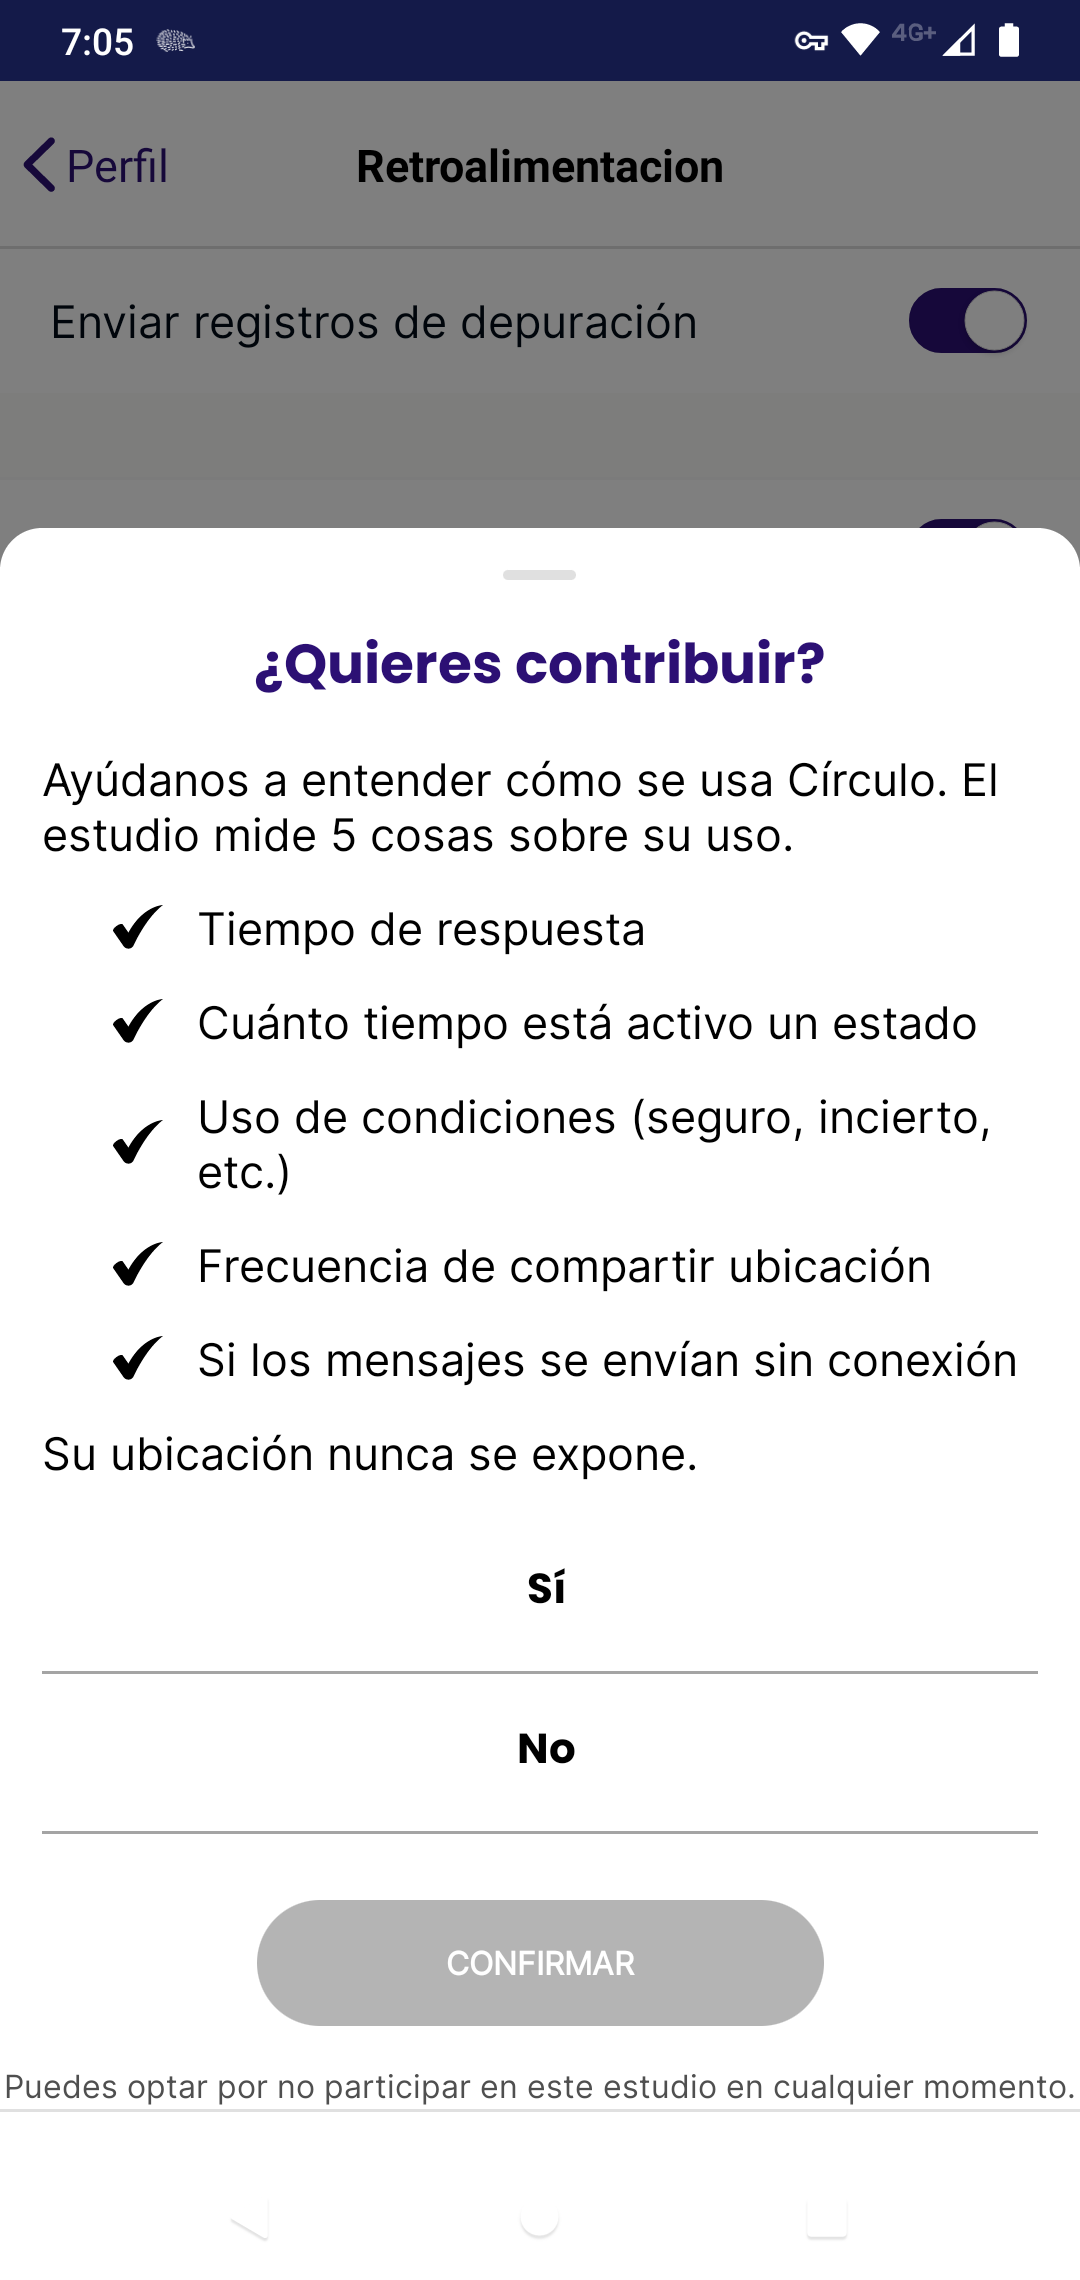 7:05
4G+
Perfil
Retroalimentacion
Enviar registros de depuración
¿Quieres contribuir?
Ayúdanos a entender cómo se usa Círculo. El
estudio mide 5 cosas sobre su uso.
Tiempo de respuesta
Cuánto tiempo está activo un estado
Uso de condiciones (seguro, incierto,
etc.)
Frecuencia de compartir ubicación
Si los mensajes se envían sin conexión
Su ubicación nunca se expone.
Sí
No
CONFIRMAR
Puedes optar por no participar en este estudio en cualquier momento.